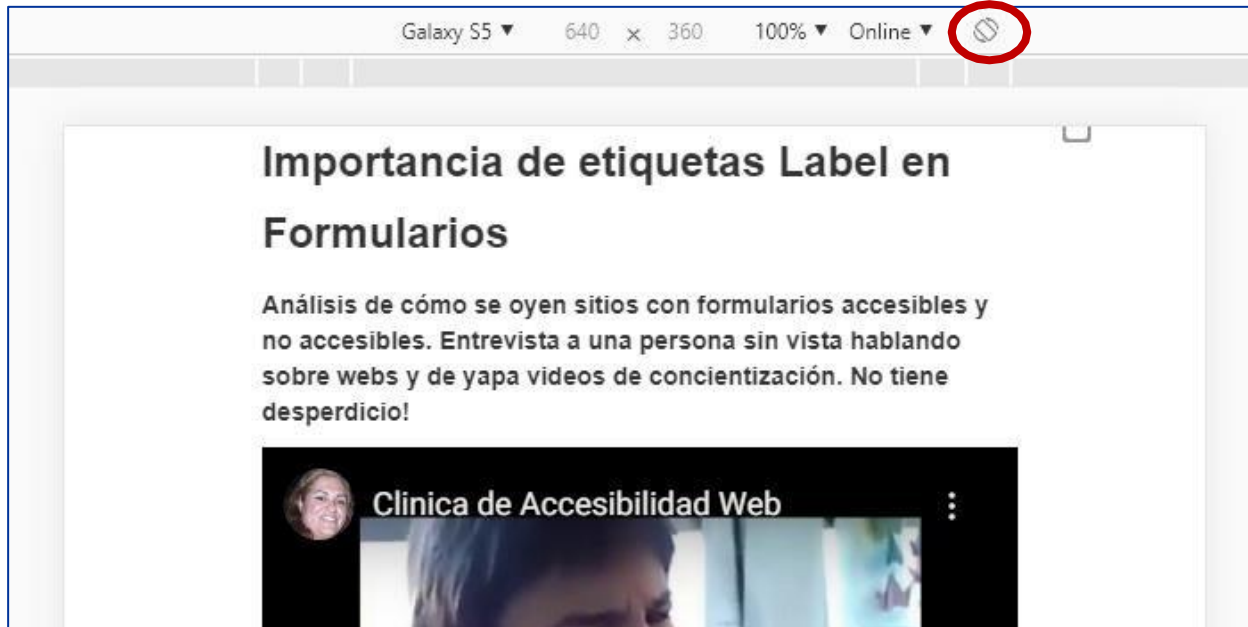 Galaxy S5 ▼ 640 × 360 100% ▼ Online ▼
Importancia de etiquetas Label en
Formularios
Análisis de cómo se oyen sitios con formularios accesibles y
no accesibles. Entrevista a una persona sin vista hablando
sobre webs y de yapa videos de concientización. No tiene
desperdicio!
Clinica de Accesibilidad Web